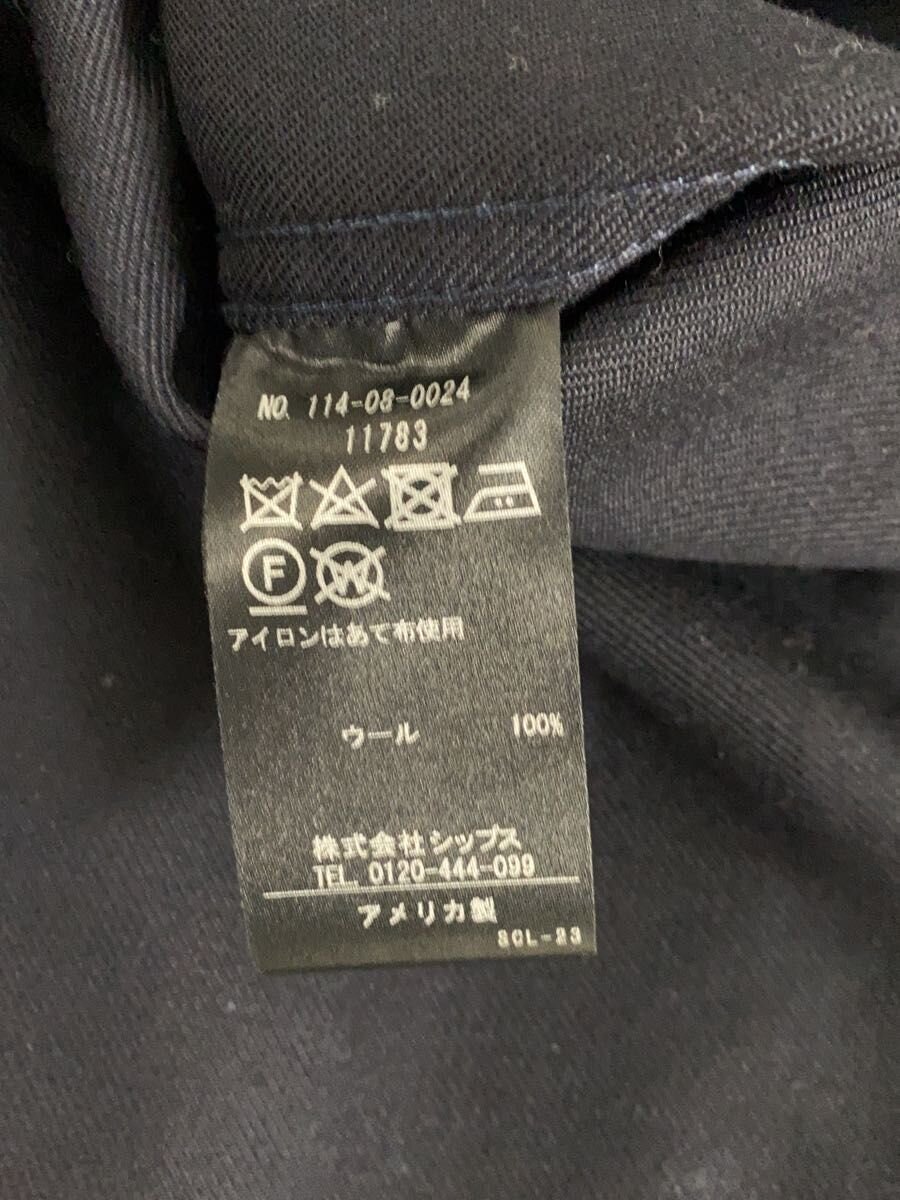 NO. 114-08-0024
11783
F W
アイロンはあて布使用
ウール 100%
株式会社シップス
TEL. 0120-444-099
アメリカ製
SCL-23